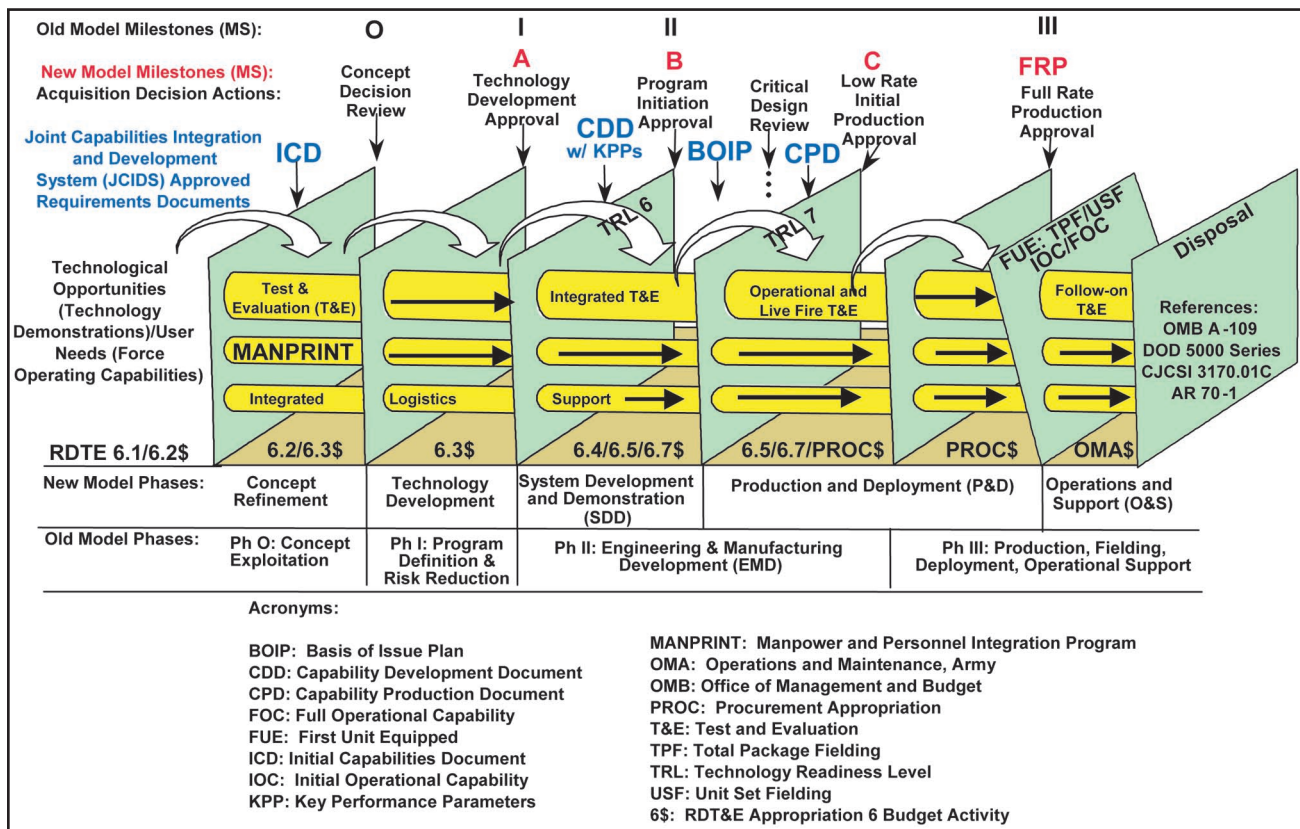 Old Model Milestones (MS):
O
I
II
III
New Model Milestones (MS):
A
B
C
FRP
Acquisition Decision Actions:
Concept
Decision
Review
Technology
Development
Approval
Program
Initiation
Approval
Critical
Design
Review
Low Rate
Initial
Production
Approval
Full Rate
Production
Approval
Joint Capabilities Integration
and Development
System (JCIDS) Approved
Requirements Documents
ICD
CDD
w/ KPPs
BOIP
CPD
TRL 6
TRL 7
FUE: TPF/USF
IOC/FOC
Disposal
Technological
Opportunities
(Technology
Demonstrations)/User
Needs (Force
Operating Capabilities)
Test &
Evaluation (T&E)
Integrated T&E
Operational and
Live Fire T&E
Follow-on
T&E
MANPRINT
Integrated
Logistics
Support
References:
OMB A -109
DOD 5000 Series
CJCSI 3170.01C
AR 70 -1
RDTE 6.1/6.2$
6.2/6.3$
6.3$
6.4/6.5/6.7$
6.5/6.7/PROC$
PROC$
OMA$
New Model Phases:
Concept
Refinement
Technology
Development
System Development
and Demonstration
(SDD)
Production and Deployment (P&D)
Operations and
Support (O&S)
Old Model Phases:
Ph O: Concept
Exploitation
Ph I: Program
Definition &
Risk Reduction
Ph II: Engineering & Manufacturing
Development (EMD)
Ph III: Production, Fielding,
Deployment, Operational Support
Acronyms:
BOIP: Basis of Issue Plan
CDD: Capability Development Document
CPD: Capability Production Document
FOC: Full Operational Capability
FUE: First Unit Equipped
ICD: Initial Capabilities Document
IOC: Initial Operational Capability
KPP: Key Performance Parameters
MANPRINT: Manpower and Personnel Integration Program
OMA: Operations and Maintenance, Army
OMB: Office of Management and Budget
PROC: Procurement Appropriation
T&E: Test and Evaluation
TPF: Total Package Fielding
TRL: Technology Readiness Level
USF: Unit Set Fielding
6$: RDT&E Appropriation 6 Budget Activity